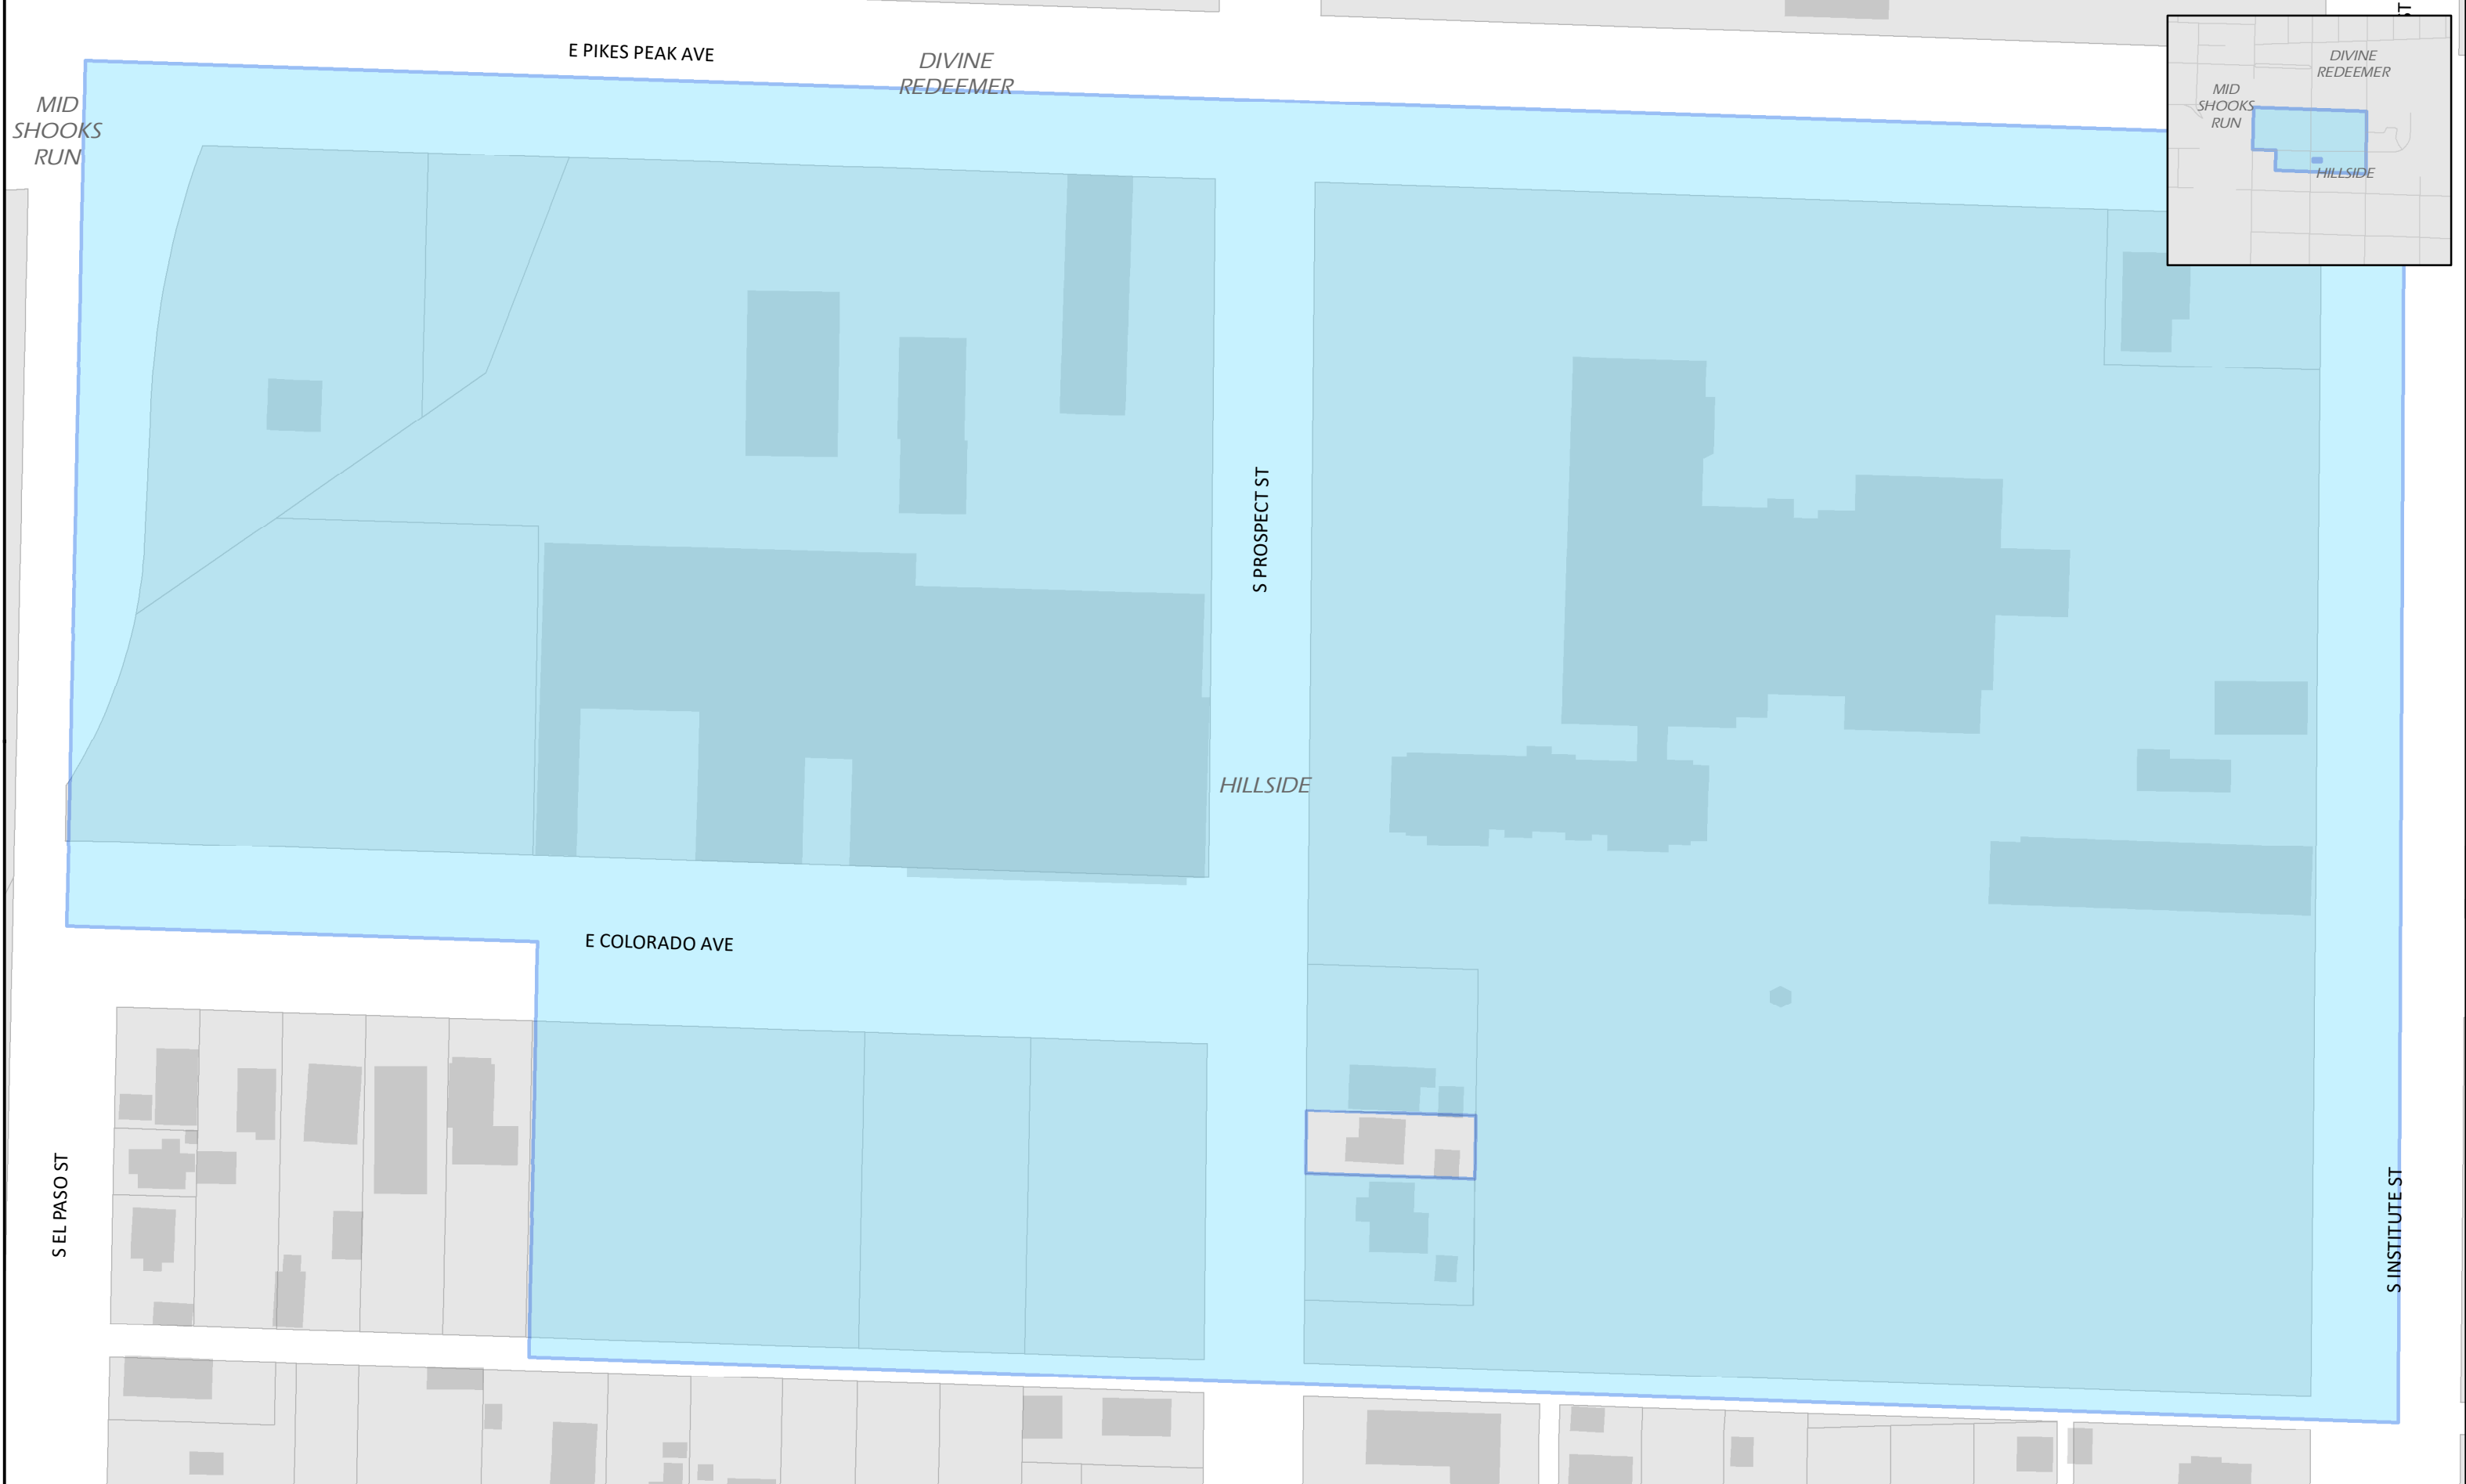 E PIKES PEAK AVE
DIVINE
REDEEMER
MID
SHOOKS
RUN
ST
DIVINE
REDEEMER
MID
SHOOKS
RUN
HILLSIDE
S PROSPECT ST
HILLSIDE
E COLORADO AVE
S EL PASO ST
S INSTITUTE ST